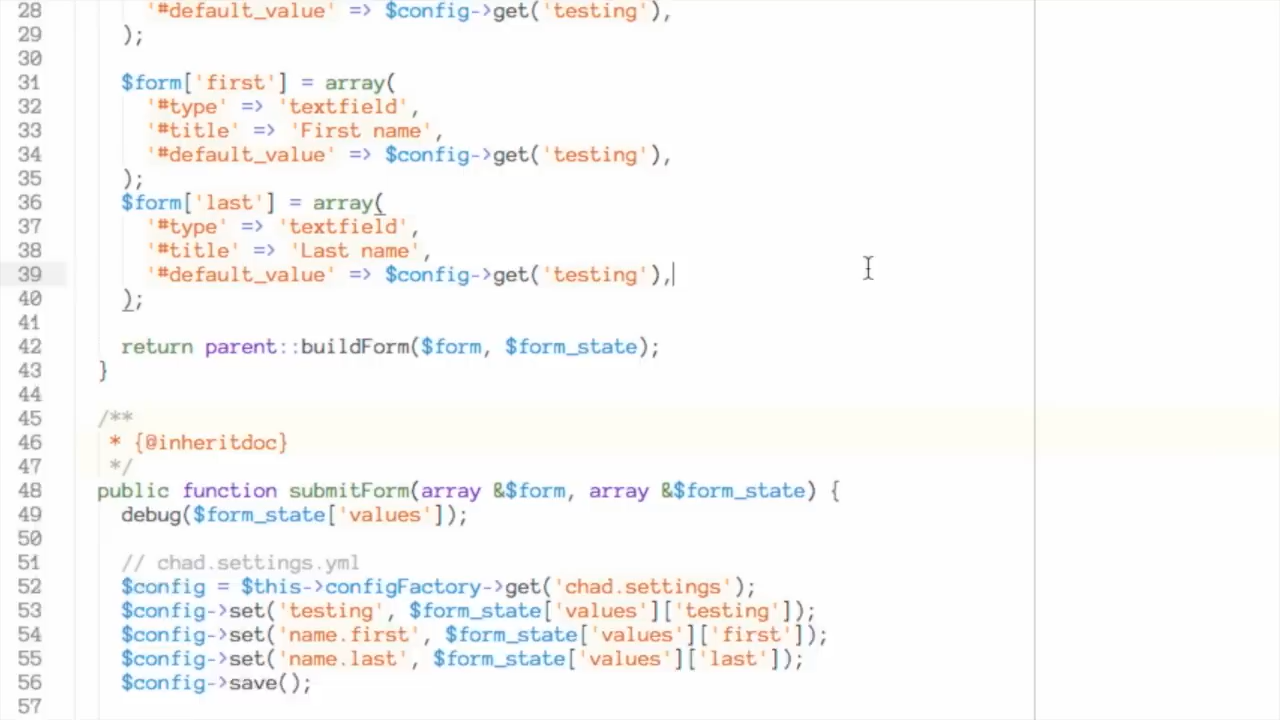 28 '#default_value' => $config->get('testing'),
29 );
30
31 $form['first'] = array(
32 '#type' => 'textfield',
33 '#title' => 'First name',
34 '#default_value' => $config->get('testing'),
35 );
36 $form['last'] = array(
37 '#type' => 'textfield',
38 '#title' => 'Last name',
39 '#default_value' => $config->get('testing'),
40 );
41
42 return parent::buildForm($form, $form_state);
43 }
44
45 /**
46 * {@inheritdoc}
47 */
48 public function submitForm(array &$form, array &$form_state) {
49 debug($form_state['values']);
50
51 // chad.settings.yml
52 $config = $this->configFactory->get('chad.settings');
53 $config->set('testing', $form_state['values']['testing']);
54 $config->set('name.first', $form_state['values']['first']);
55 $config->set('name.last', $form_state['values']['last']);
56 $config->save();
57